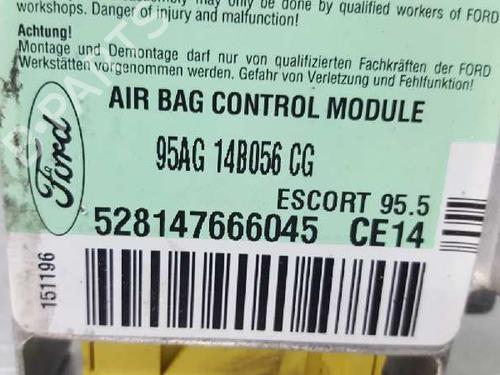 workshops. Danger of injury and malfunction!
Achtung!
Montage und Demontage darf nur von qualifizierten Fachkräften der FORD
Werkstätten vorgenommen werden. Gefahr von Verletzung und Fehlfunktion!
Ford
AIR BAG CONTROL MODULE
95AG 14B056 CG
ESCORT 95.5
528147666045 CE14
151196